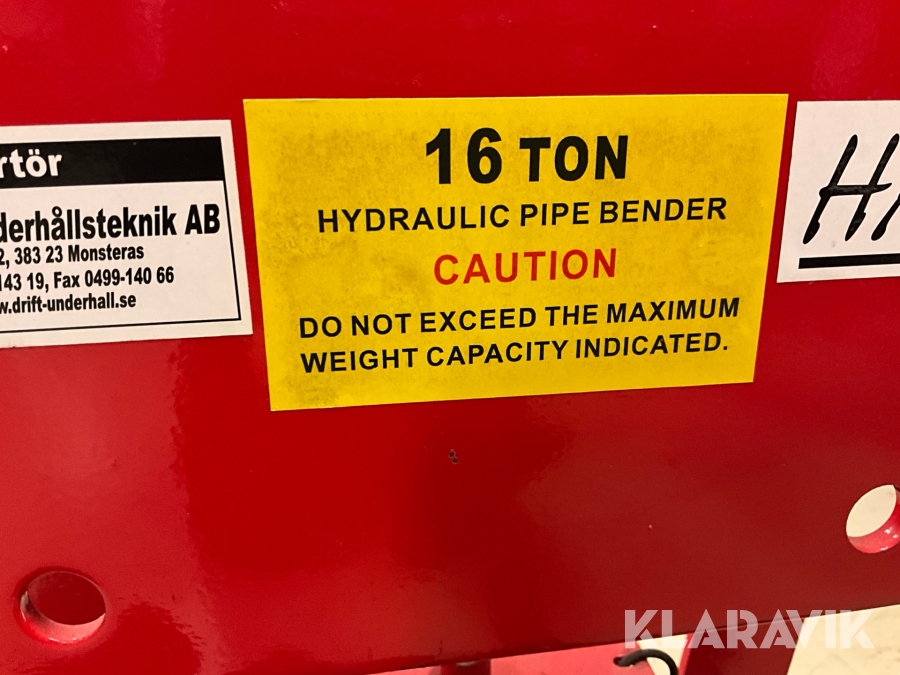 rtör
derhållsteknik AB
2, 383 23 Monsteras
143 19, Fax 0499-140 66
w.drift-underhall.se
16 TON
HYDRAULIC PIPE BENDER
CAUTION
DO NOT EXCEED THE MAXIMUM
WEIGHT CAPACITY INDICATED.
KLARAVIK